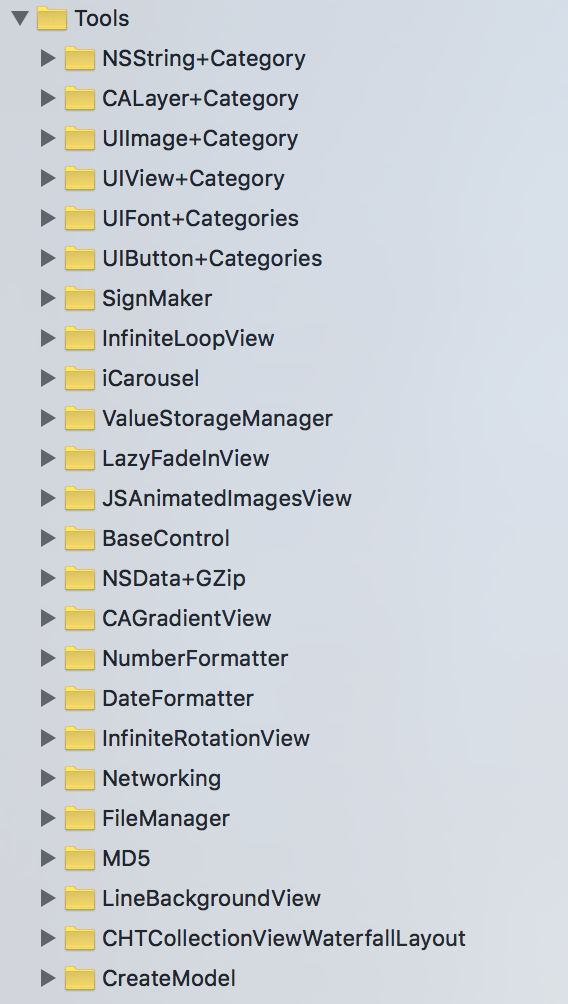 Tools
NSString+Category
CALayer+Category
UIImage+Category
UIView+Category
UIFont+Categories
UIButton+Categories
SignMaker
InfiniteLoopView
iCarousel
ValueStorageManager
LazyFadeInView
JSAnimatedImagesView
BaseControl
NSData+GZip
CAGradientView
NumberFormatter
DateFormatter
InfiniteRotationView
Networking
FileManager
MD5
LineBackgroundView
CHTCollectionViewWaterfallLayout
CreateModel